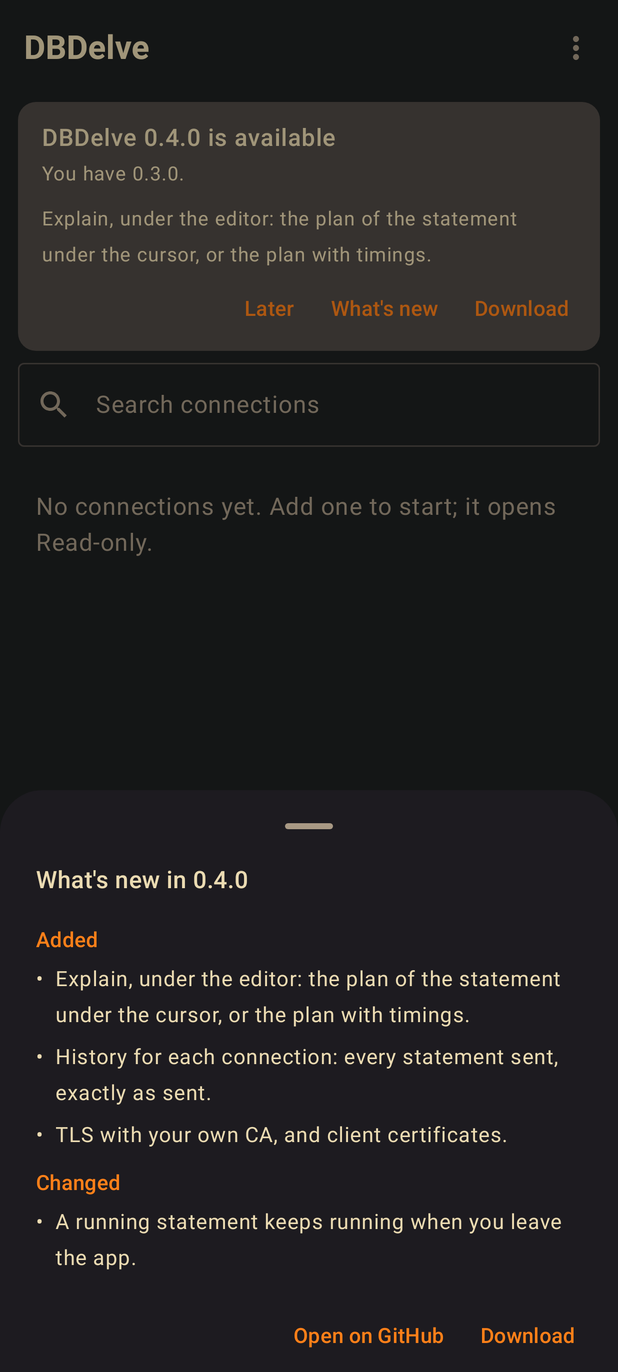 DBDelve
DBDelve 0.4.0 is available
You have 0.3.0.
Explain, under the editor: the plan of the statement
under the cursor, or the plan with timings.
Later What's new Download
Search connections
No connections yet. Add one to start; it opens
Read-only.
What's new in 0.4.0
Added
• Explain, under the editor: the plan of the statement
under the cursor, or the plan with timings.
• History for each connection: every statement sent,
exactly as sent.
• TLS with your own CA, and client certificates.
Changed
• A running statement keeps running when you leave
the app.
Open on GitHub Download